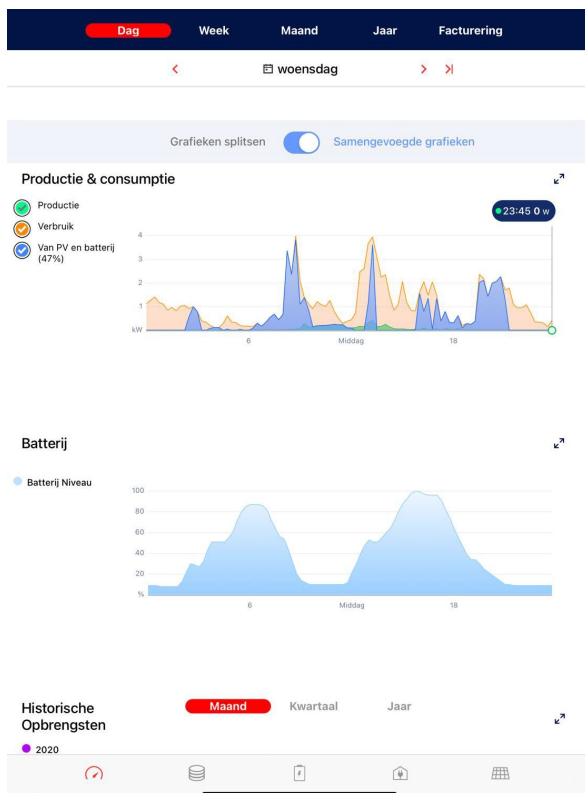 Dag Week Maand Jaar Facturering
woensdag
Grafieken splitsen Samengevoegde grafieken
Productie & consumptie
Productie
Verbruik
Van PV en batterij
(47%)
23:45 0 w
4
3
2
1
kW
6 Middag 18
Batterij
Batterij Niveau
100
80
60
40
20
%
6 Middag 18
Historische
Opbrengsten
Maand Kwartaal Jaar
2020